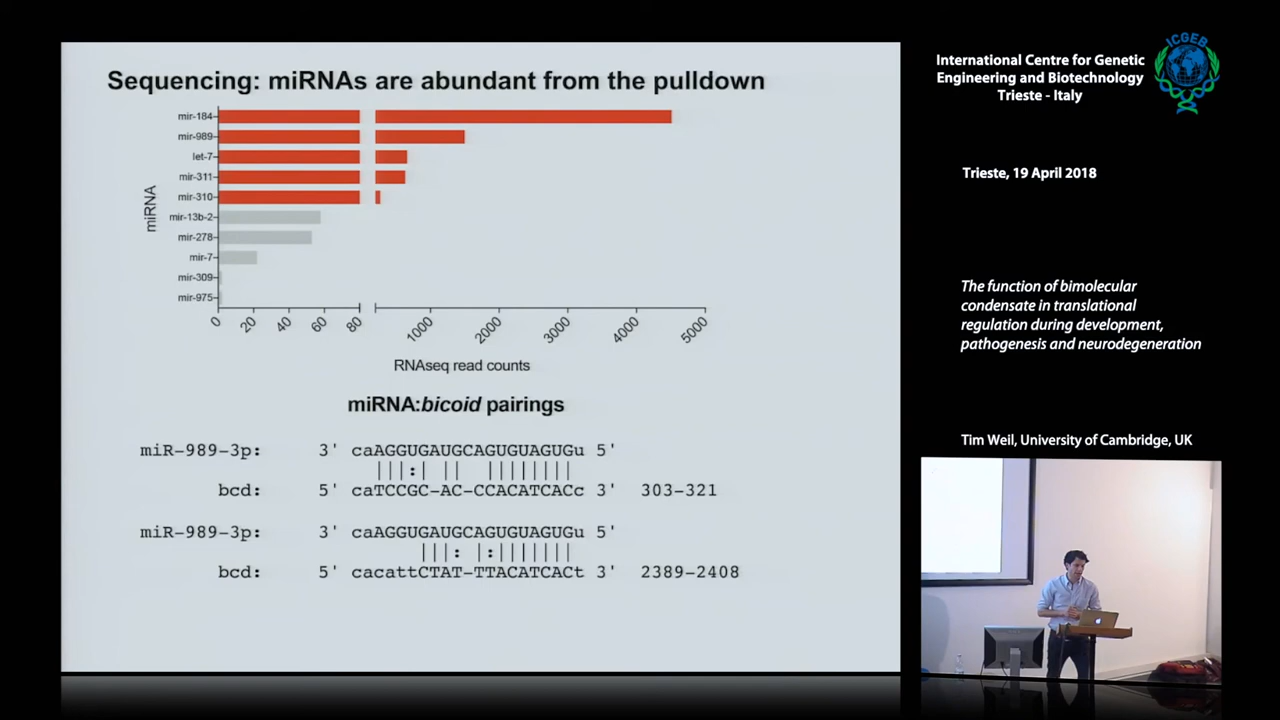 Sequencing: miRNAs are abundant from the pulldown
mir-184
mir-989
let-7
mir-311
mir-310
mir-13b-2
mir-278
mir-7
mir-309
mir-975
miRNA
0 20 40 60 80 1000 2000 3000 4000 5000
RNAseq read counts
miRNA:bicoid pairings
miR-989-3p: 3' caAGGUGAUGCAGUGUAGUGu 5'
|||:| || |||||||
bcd: 5' caTCCGC-AC-CCACATCACc 3' 303-321
miR-989-3p: 3' caAGGUGAUGCAGUGUAGUGu 5'
|||: |:|||||||
bcd: 5' cacattCTAT-TTACATCACt 3' 2389-2408
International Centre for Genetic
Engineering and Biotechnology
Trieste - Italy
ICGEB
Trieste, 19 April 2018
The function of bimolecular
condensate in translational
regulation during development,
pathogenesis and neurodegeneration
Tim Weil, University of Cambridge, UK